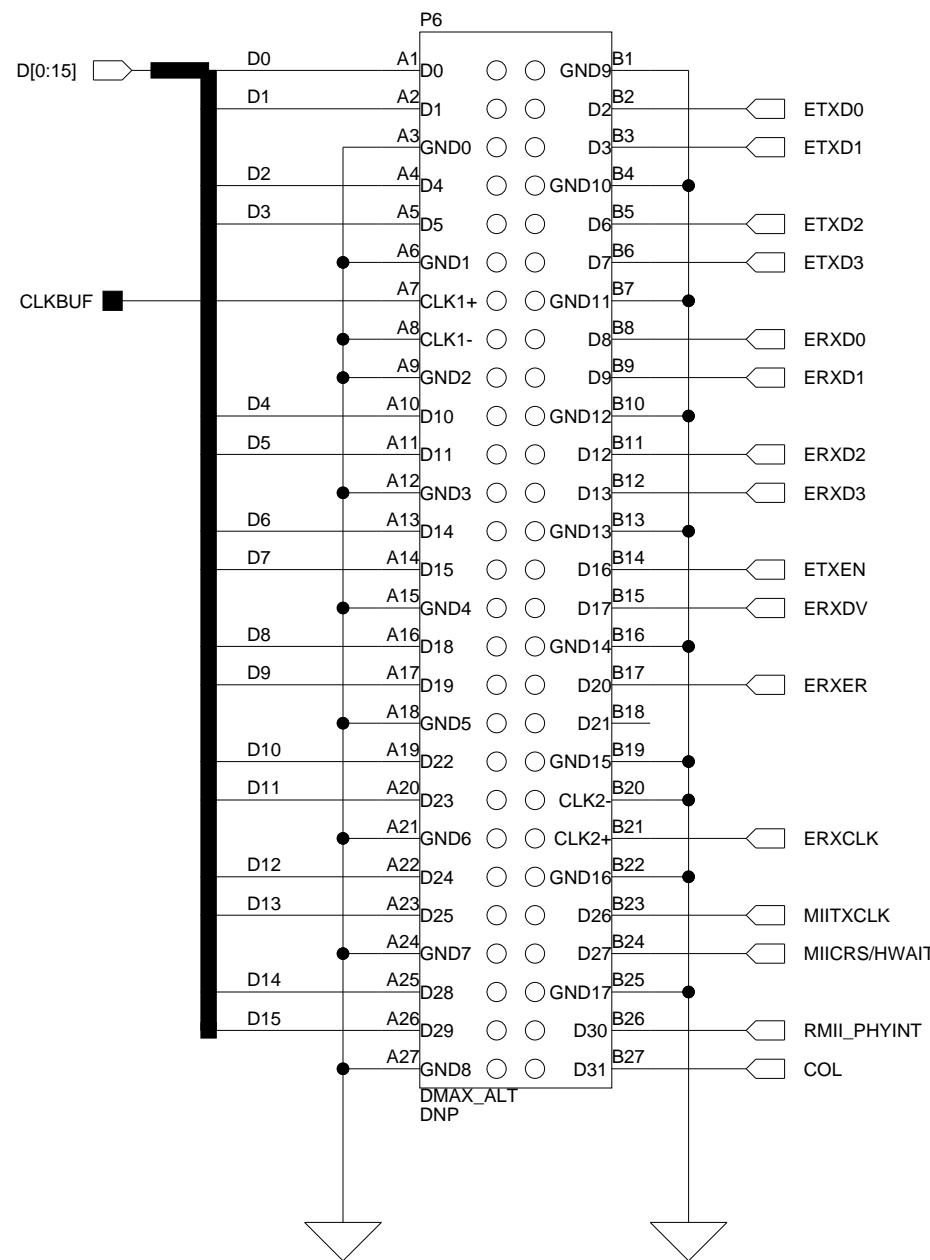 P6
D[0:15] D0 A1 D0 GND9 B1
D1 A2 D1 D2 B2 ETXD0
A3 GND0 D3 B3 ETXD1
D2 A4 D4 GND10 B4
D3 A5 D5 D6 B5 ETXD2
A6 GND1 D7 B6 ETXD3
CLKBUF A7 CLK1+ GND11 B7
A8 CLK1- D8 B8 ERXD0
A9 GND2 D9 B9 ERXD1
D4 A10 D10 GND12 B10
D5 A11 D11 D12 B11 ERXD2
A12 GND3 D13 B12 ERXD3
D6 A13 D14 GND13 B13
D7 A14 D15 D16 B14 ETXEN
A15 GND4 D17 B15 ERXDV
D8 A16 D18 GND14 B16
D9 A17 D19 D20 B17 ERXER
A18 GND5 D21 B18
D10 A19 D22 GND15 B19
D11 A20 D23 CLK2- B20
A21 GND6 CLK2+ B21 ERXCLK
D12 A22 D24 GND16 B22
D13 A23 D25 D26 B23 MIITXCLK
A24 GND7 D27 B24 MIICRS/HWAIT
D14 A25 D28 GND17 B25
D15 A26 D29 D30 B26 RMII_PHYINT
A27 GND8 D31 B27 COL
DMAX_ALT
DNP